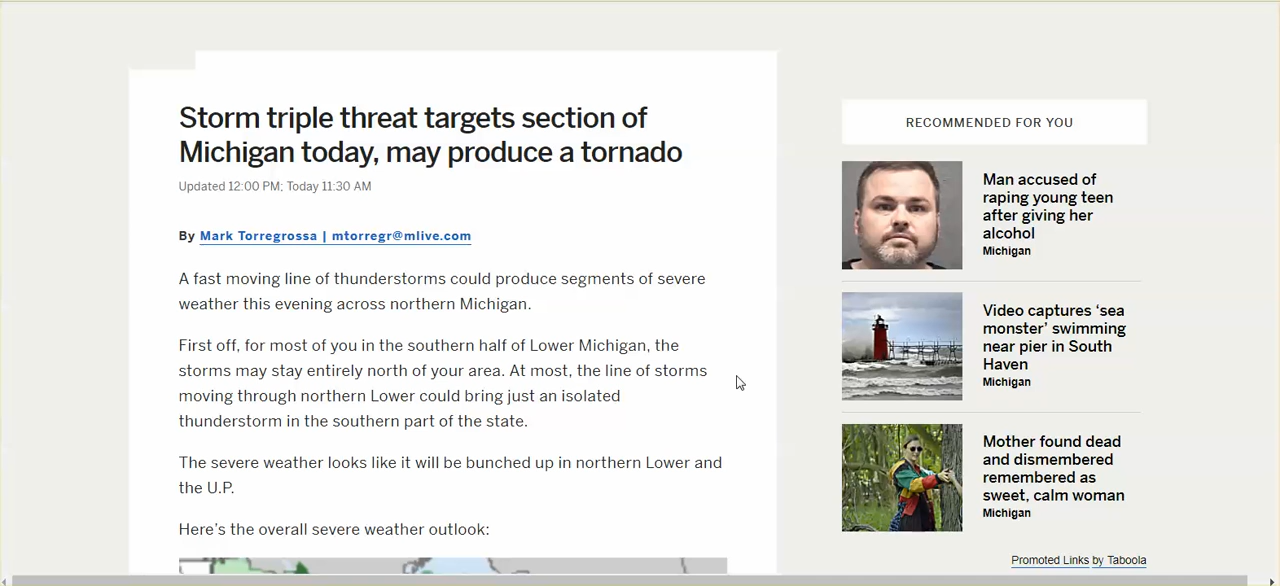 Storm triple threat targets section of
Michigan today, may produce a tornado
Updated 12:00 PM; Today 11:30 AM
By Mark Torregrossa | mtorregr@mlive.com
A fast moving line of thunderstorms could produce segments of severe
weather this evening across northern Michigan.
First off, for most of you in the southern half of Lower Michigan, the
storms may stay entirely north of your area. At most, the line of storms
moving through northern Lower could bring just an isolated
thunderstorm in the southern part of the state.
The severe weather looks like it will be bunched up in northern Lower and
the U.P.
Here’s the overall severe weather outlook:
RECOMMENDED FOR YOU
Man accused of
raping young teen
after giving her
alcohol
Michigan
Video captures ‘sea
monster’ swimming
near pier in South
Haven
Michigan
Mother found dead
and dismembered
remembered as
sweet, calm woman
Michigan
Promoted Links by Taboola